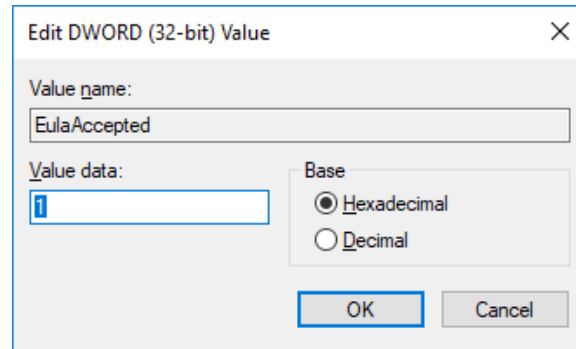 Edit DWORD (32-bit) Value
Value name:
EulaAccepted
Value data:
1
Base
Hexadecimal
Decimal
OK
Cancel